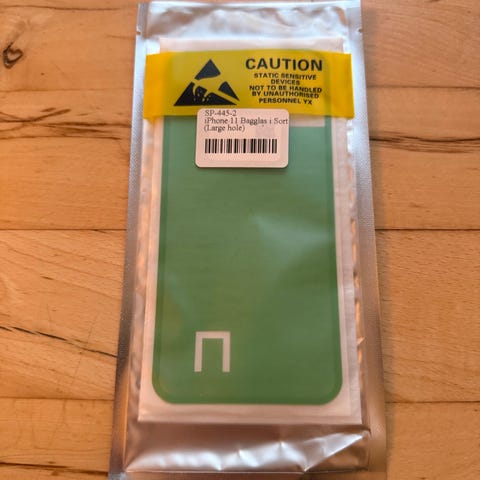 CAUTION
STATIC SENSITIVE
DEVICES
NOT TO BE HANDLED
BY UNAUTHORISED
PERSONNEL YX
SP-445-2
iPhone 11 Bagglas i Sort
(Large hole)